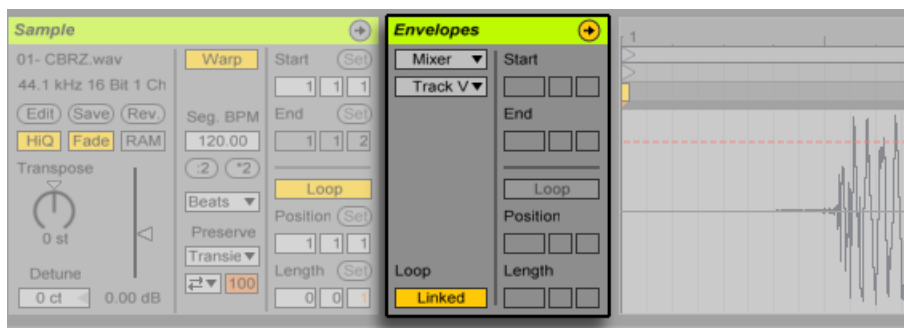 Sample
01- CBRZ.wav
44.1 kHz 16 Bit 1 Ch
Edit Save Rev.
HiQ Fade RAM
Transpose
0 st
Detune
0 ct 0.00 dB
Warp
Seg. BPM
120.00
:2 *2
Beats
Preserve
Transie
100
Start Set
1 1 1
End Set
1 1 2
Loop
Position Set
1 1 1
Length Set
0 0 1
Envelopes
Mixer
Track V
Loop
Linked
Start
End
Loop
Position
Length
1